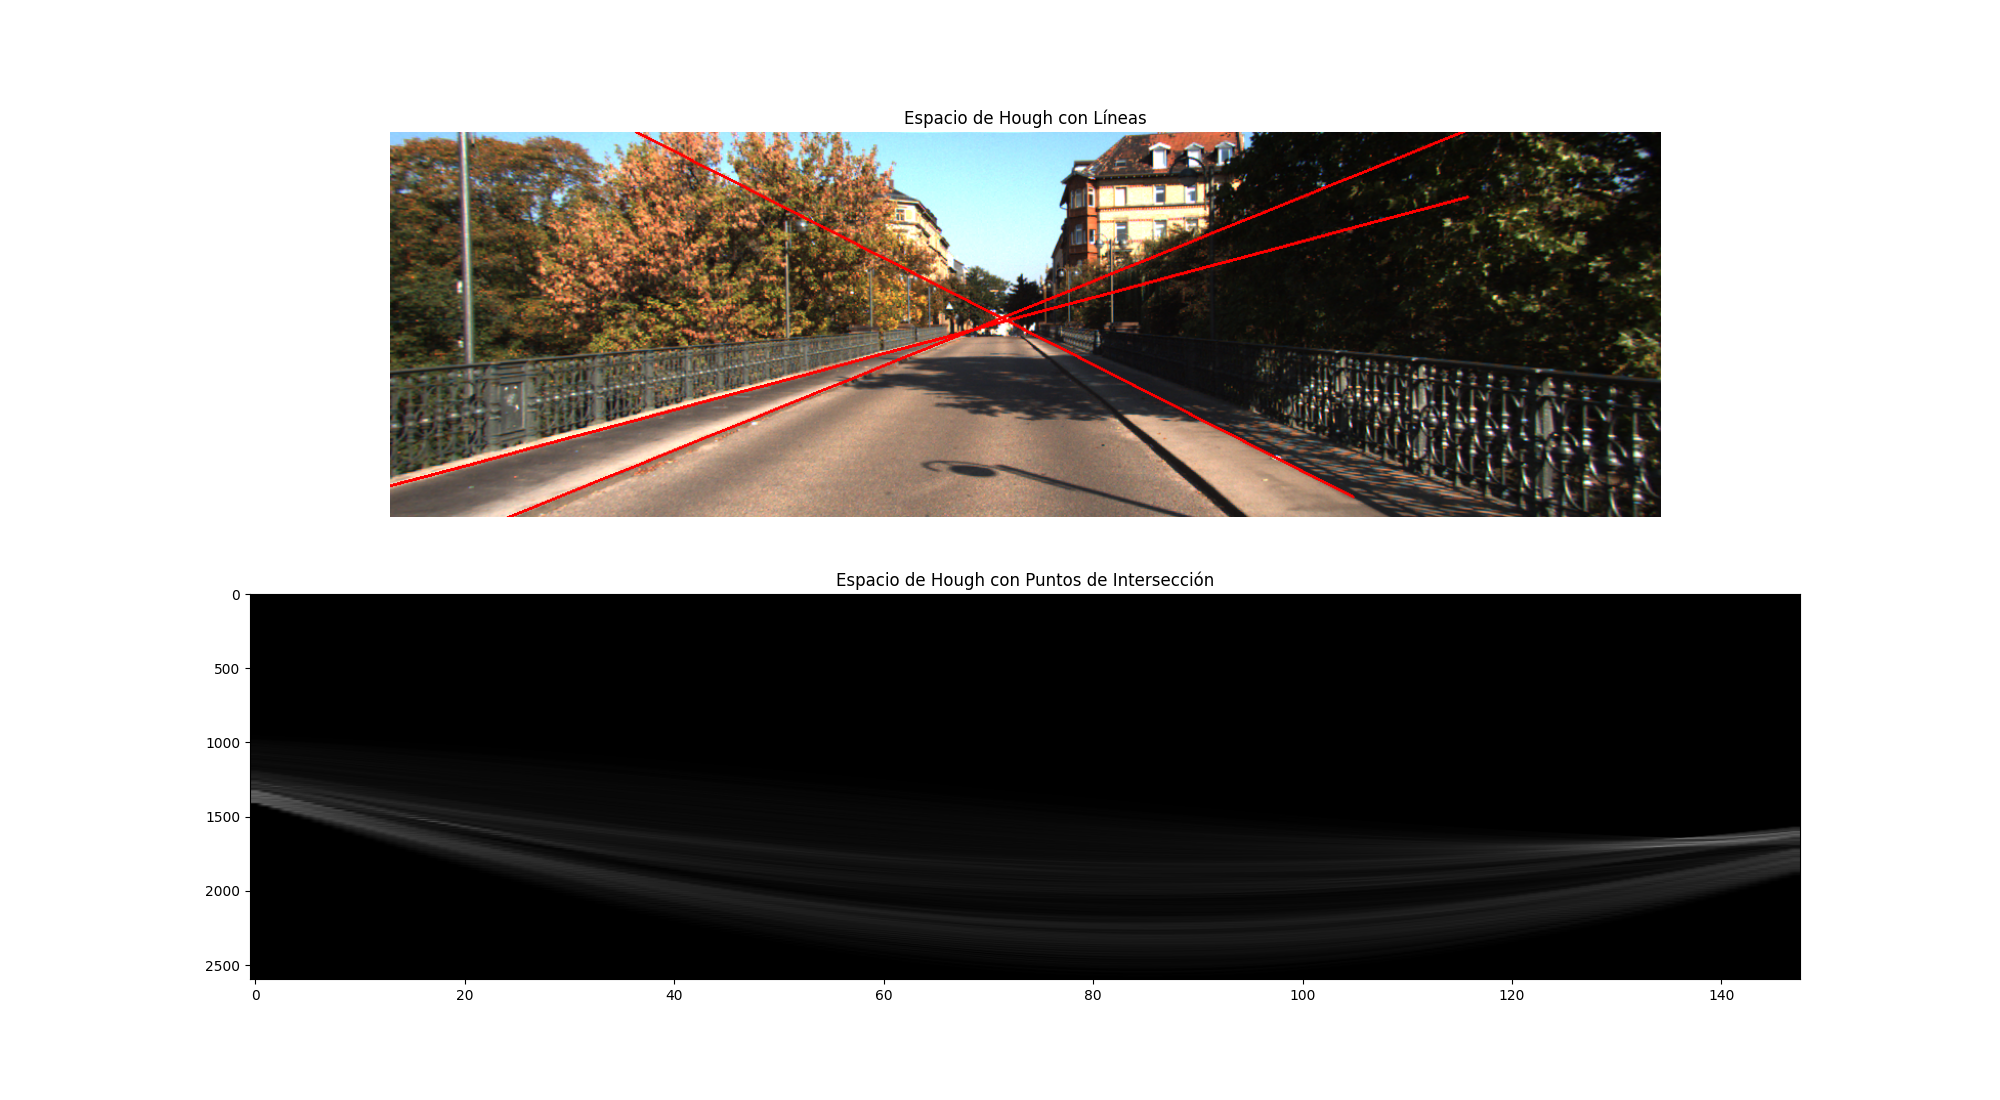 Espacio de Hough con Líneas
Espacio de Hough con Puntos de Intersección
0
500
1000
1500
2000
2500
0 20 40 60 80 100 120 140